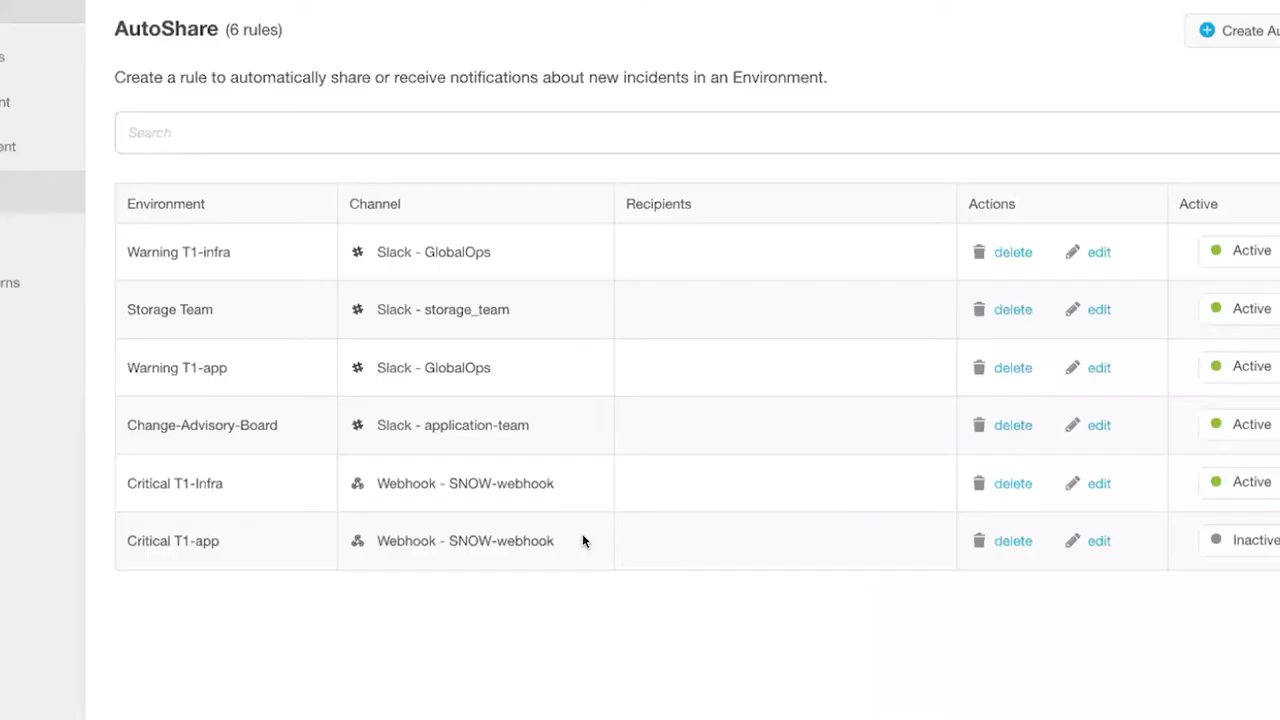 AutoShare (6 rules)
Create Au
Create a rule to automatically share or receive notifications about new incidents in an Environment.
Search
Environment Channel Recipients Actions Active
Warning T1-infra Slack - GlobalOps delete edit Active
Storage Team Slack - storage_team delete edit Active
Warning T1-app Slack - GlobalOps delete edit Active
Change-Advisory-Board Slack - application-team delete edit Active
Critical T1-Infra Webhook - SNOW-webhook delete edit Active
Critical T1-app Webhook - SNOW-webhook delete edit Inactive
s
nt
ent
rns